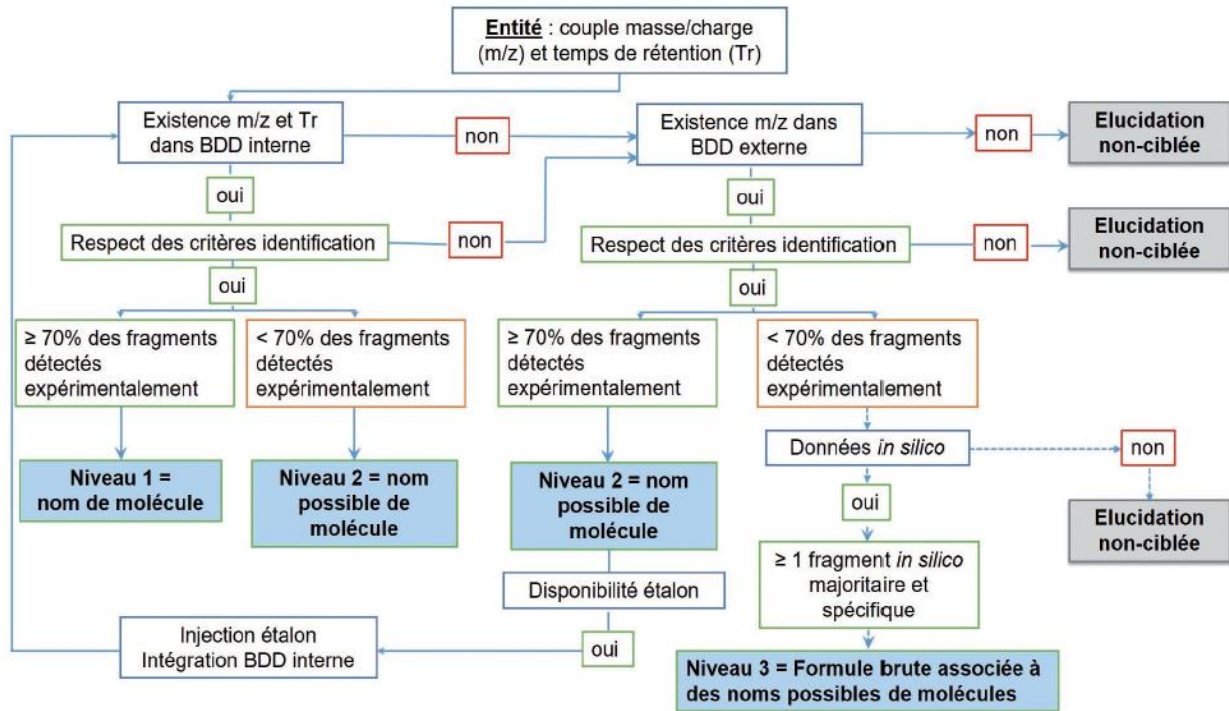 Entité : couple masse/charge
(m/z) et temps de rétention (Tr)
Existence m/z et Tr
dans BDD interne
non
Existence m/z dans
BDD externe
non
Elucidation
non-ciblée
oui
oui
Respect des critères identification
non
Respect des critères identification
non
Elucidation
non-ciblée
oui
oui
≥ 70% des fragments
détectés
expérimentalement
< 70% des fragments
détectés
expérimentalement
≥ 70% des fragments
détectés
expérimentalement
< 70% des fragments
détectés
expérimentalement
Niveau 1 =
nom de molécule
Niveau 2 = nom
possible de
molécule
Niveau 2 = nom
possible de
molécule
Données in silico
non
oui
Elucidation
non-ciblée
≥ 1 fragment in silico
majoritaire et
spécifique
Disponibilité étalon
oui
Injection étalon
Intégration BDD interne
Niveau 3 = Formule brute associée à
des noms possibles de molécules